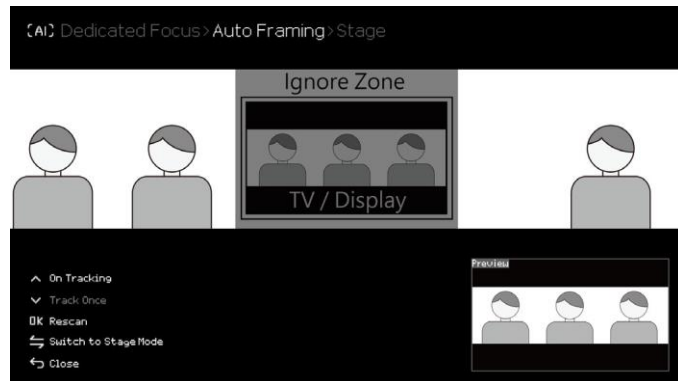 [AI] Dedicated Focus>Auto Framing>Stage
Ignore Zone
TV / Display
On Tracking
Track Once
OK Rescan
Switch to Stage Mode
Close
Preview